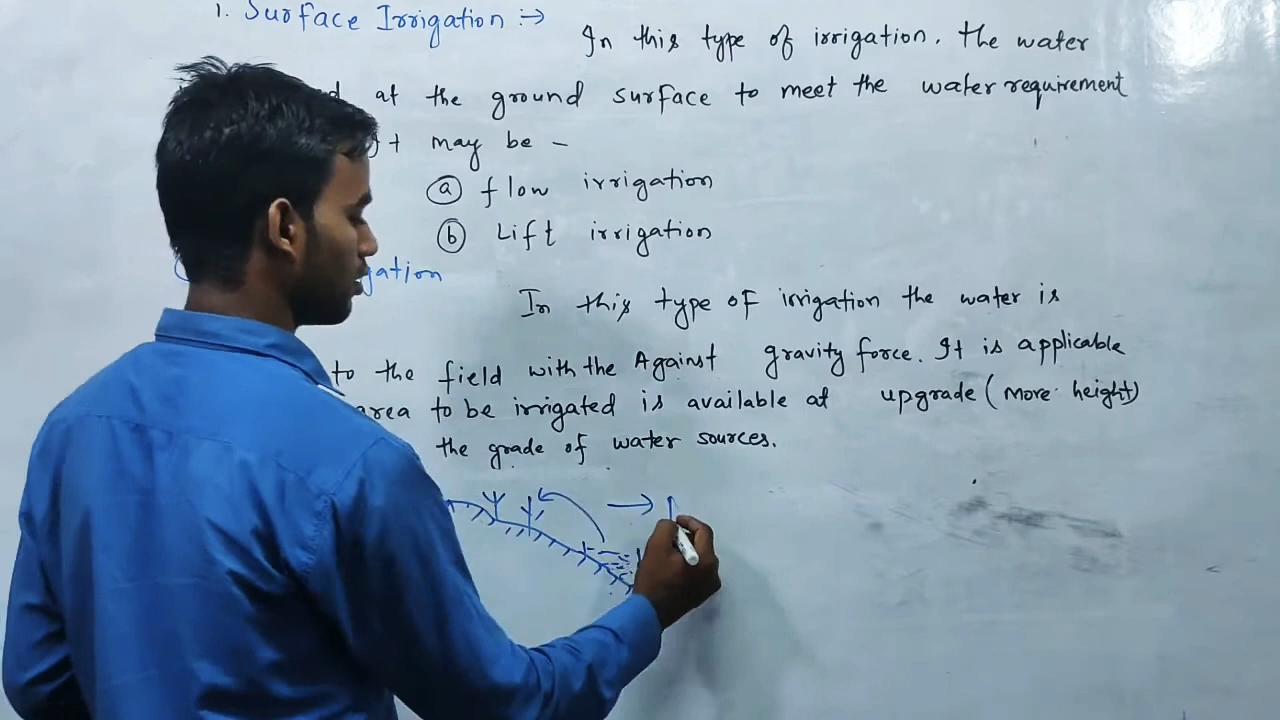 1. Surface Irrigation :→
In this type of irrigation. the water
at the ground surface to meet the water requirement
may be –
(a) flow irrigation
(b) Lift irrigation
In this type of irrigation the water is
to the field with the Against gravity force. It is applicable
area to be irrigated is available at upgrade (more height)
the grade of water sources.